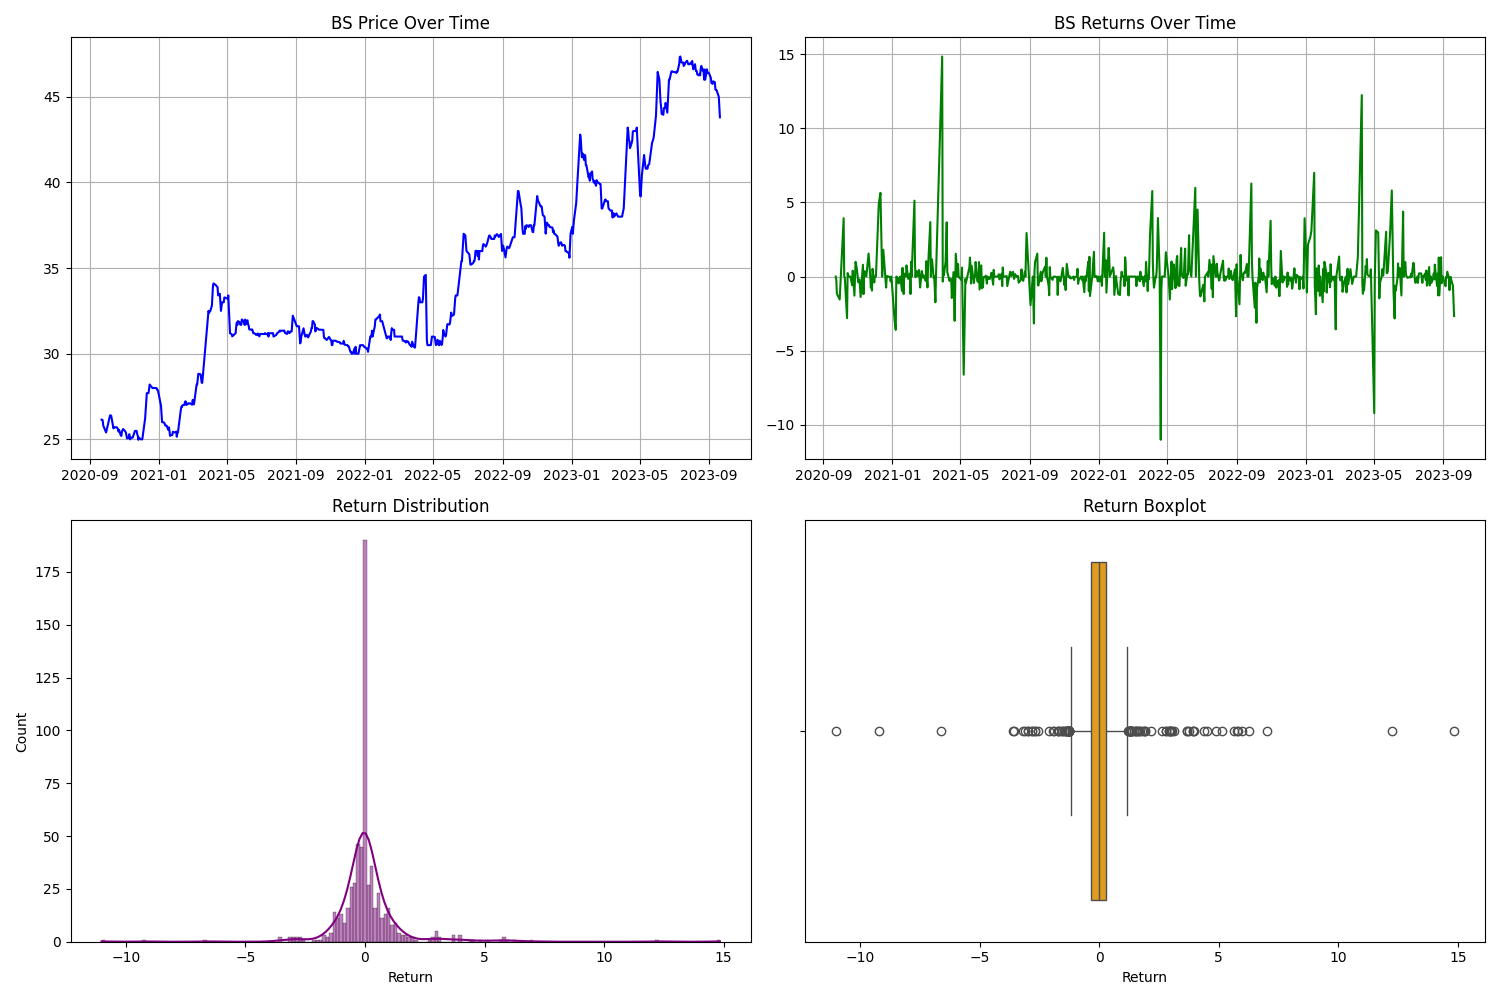 BS Price Over Time
45
40
35
30
25
2020-09 2021-01 2021-05 2021-09 2022-01 2022-05 2022-09 2023-01 2023-05 2023-09
BS Returns Over Time
15
10
5
0
−5
−10
2020-09 2021-01 2021-05 2021-09 2022-01 2022-05 2022-09 2023-01 2023-05 2023-09
Return Distribution
Count
175
150
125
100
75
50
25
0
−10 −5 0 5 10 15
Return
Return Boxplot
−10 −5 0 5 10 15
Return